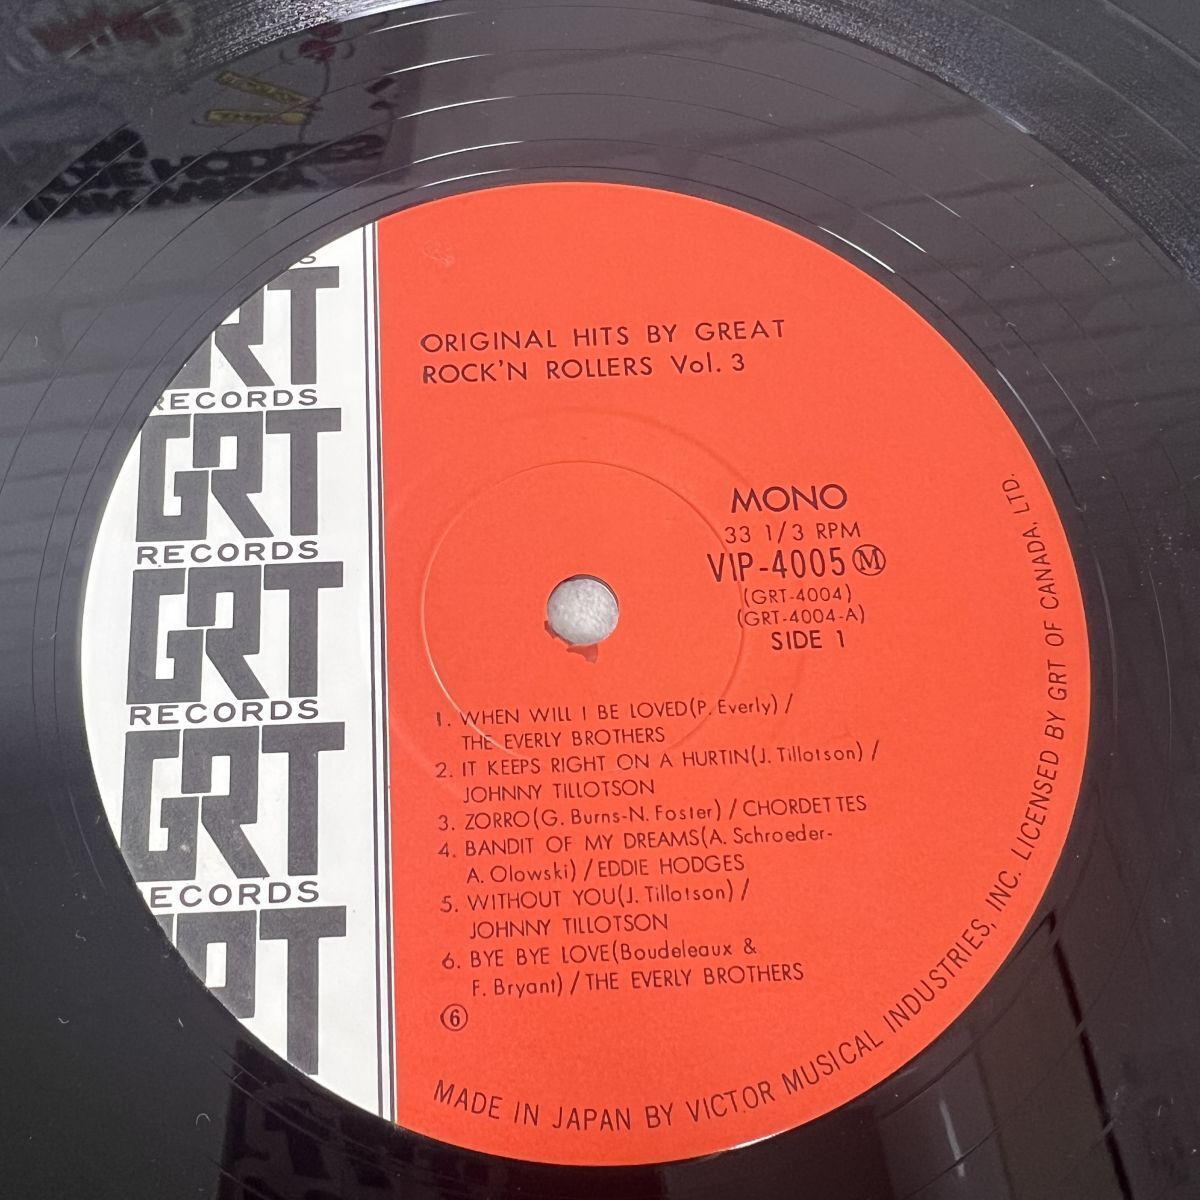 GRT
RECORDS
GRT
RECORDS
GRT
RECORDS
GRT
RECORDS
GRT
ORIGINAL HITS BY GREAT
ROCK'N ROLLERS Vol. 3
MONO
33 1/3 RPM
VIP-4005 Ⓜ
(GRT-4004)
(GRT-4004-A)
SIDE 1
1. WHEN WILL I BE LOVED(P. Everly) /
THE EVERLY BROTHERS
2. IT KEEPS RIGHT ON A HURTIN(J. Tillotson) /
JOHNNY TILLOTSON
3. ZORRO(G. Burns-N. Foster) / CHORDETTES
4. BANDIT OF MY DREAMS(A. Schroeder-
A. Olowski) / EDDIE HODGES
5. WITHOUT YOU(J. Tillotson) /
JOHNNY TILLOTSON
6. BYE BYE LOVE(Boudeleaux &
F. Bryant) / THE EVERLY BROTHERS
⑥
MADE IN JAPAN BY VICTOR MUSICAL INDUSTRIES, INC. LICENSED BY GRT OF CANADA, LTD.